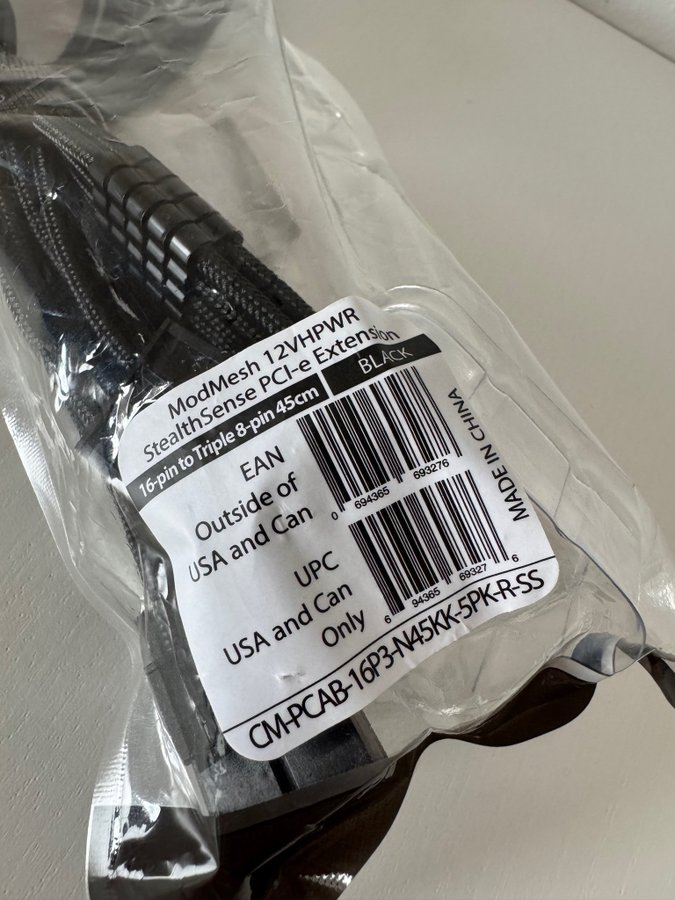 ModMesh 12VHPWR
StealthSense PCI-e Extension
16-pin to Triple 8-pin 45cm
BLACK
EAN
Outside of
USA and Can
0 694365 693276
MADE IN CHINA
UPC
USA and Can
Only
6 94365 69327 6
CM-PCAB-16P3-N45KK-5PK-R-SS